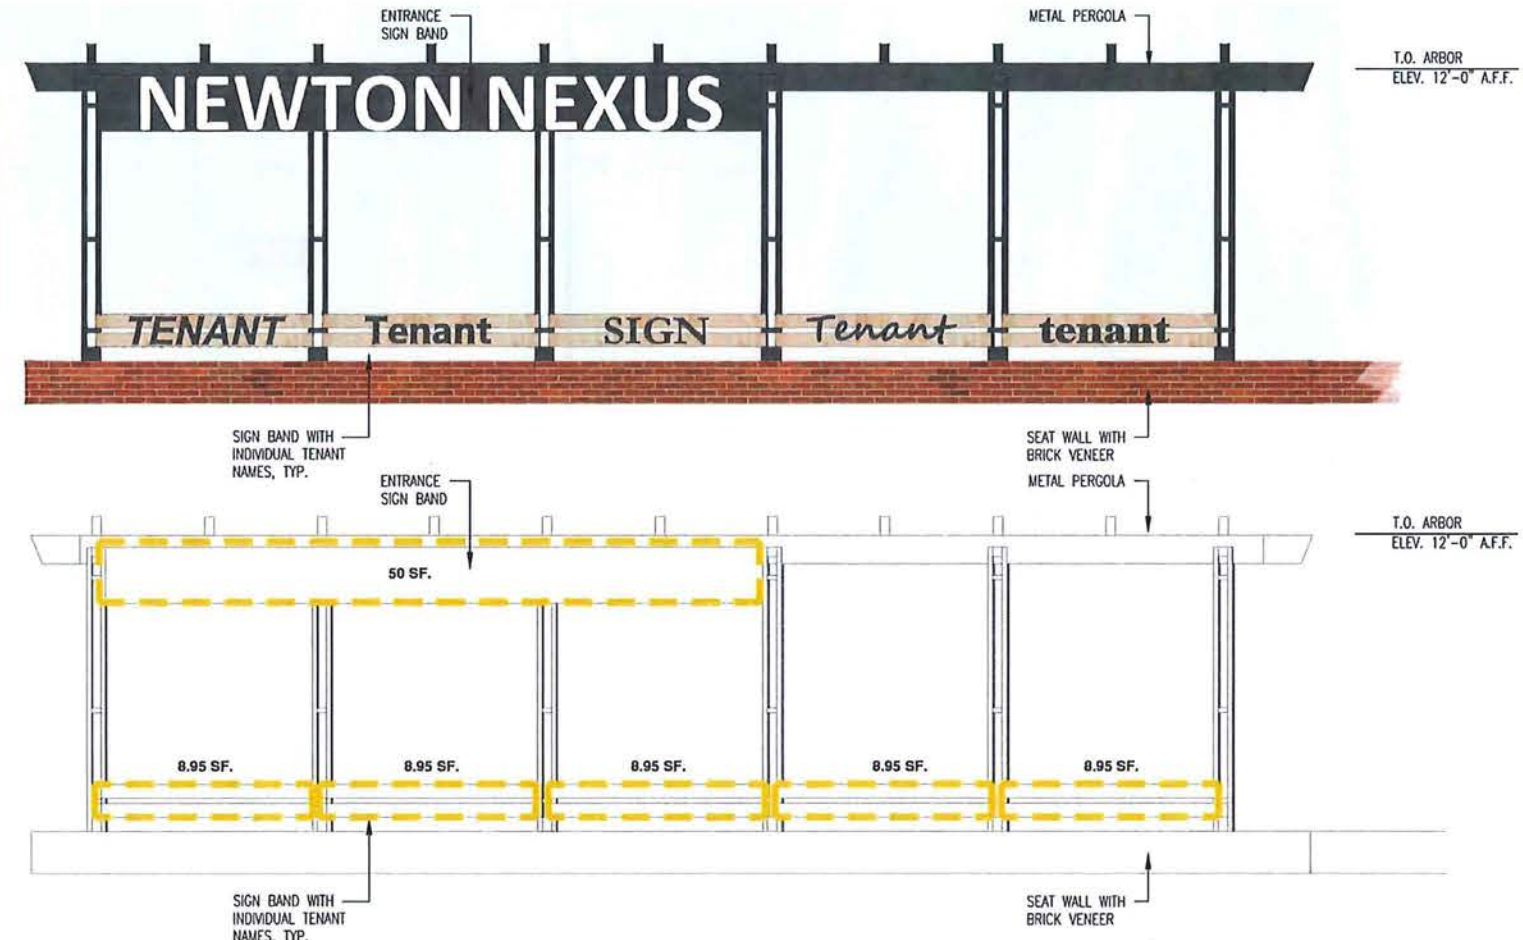 ENTRANCE
SIGN BAND
METAL PERGOLA
T.O. ARBOR
ELEV. 12'-0" A.F.F.
NEWTON NEXUS
TENANT
Tenant
SIGN
Tenant
tenant
SIGN BAND WITH
INDIVIDUAL TENANT
NAMES, TYP.
SEAT WALL WITH
BRICK VENEER
ENTRANCE
SIGN BAND
METAL PERGOLA
T.O. ARBOR
ELEV. 12'-0" A.F.F.
50 SF.
8.95 SF.
8.95 SF.
8.95 SF.
8.95 SF.
8.95 SF.
SIGN BAND WITH
INDIVIDUAL TENANT
NAMES, TYP.
SEAT WALL WITH
BRICK VENEER